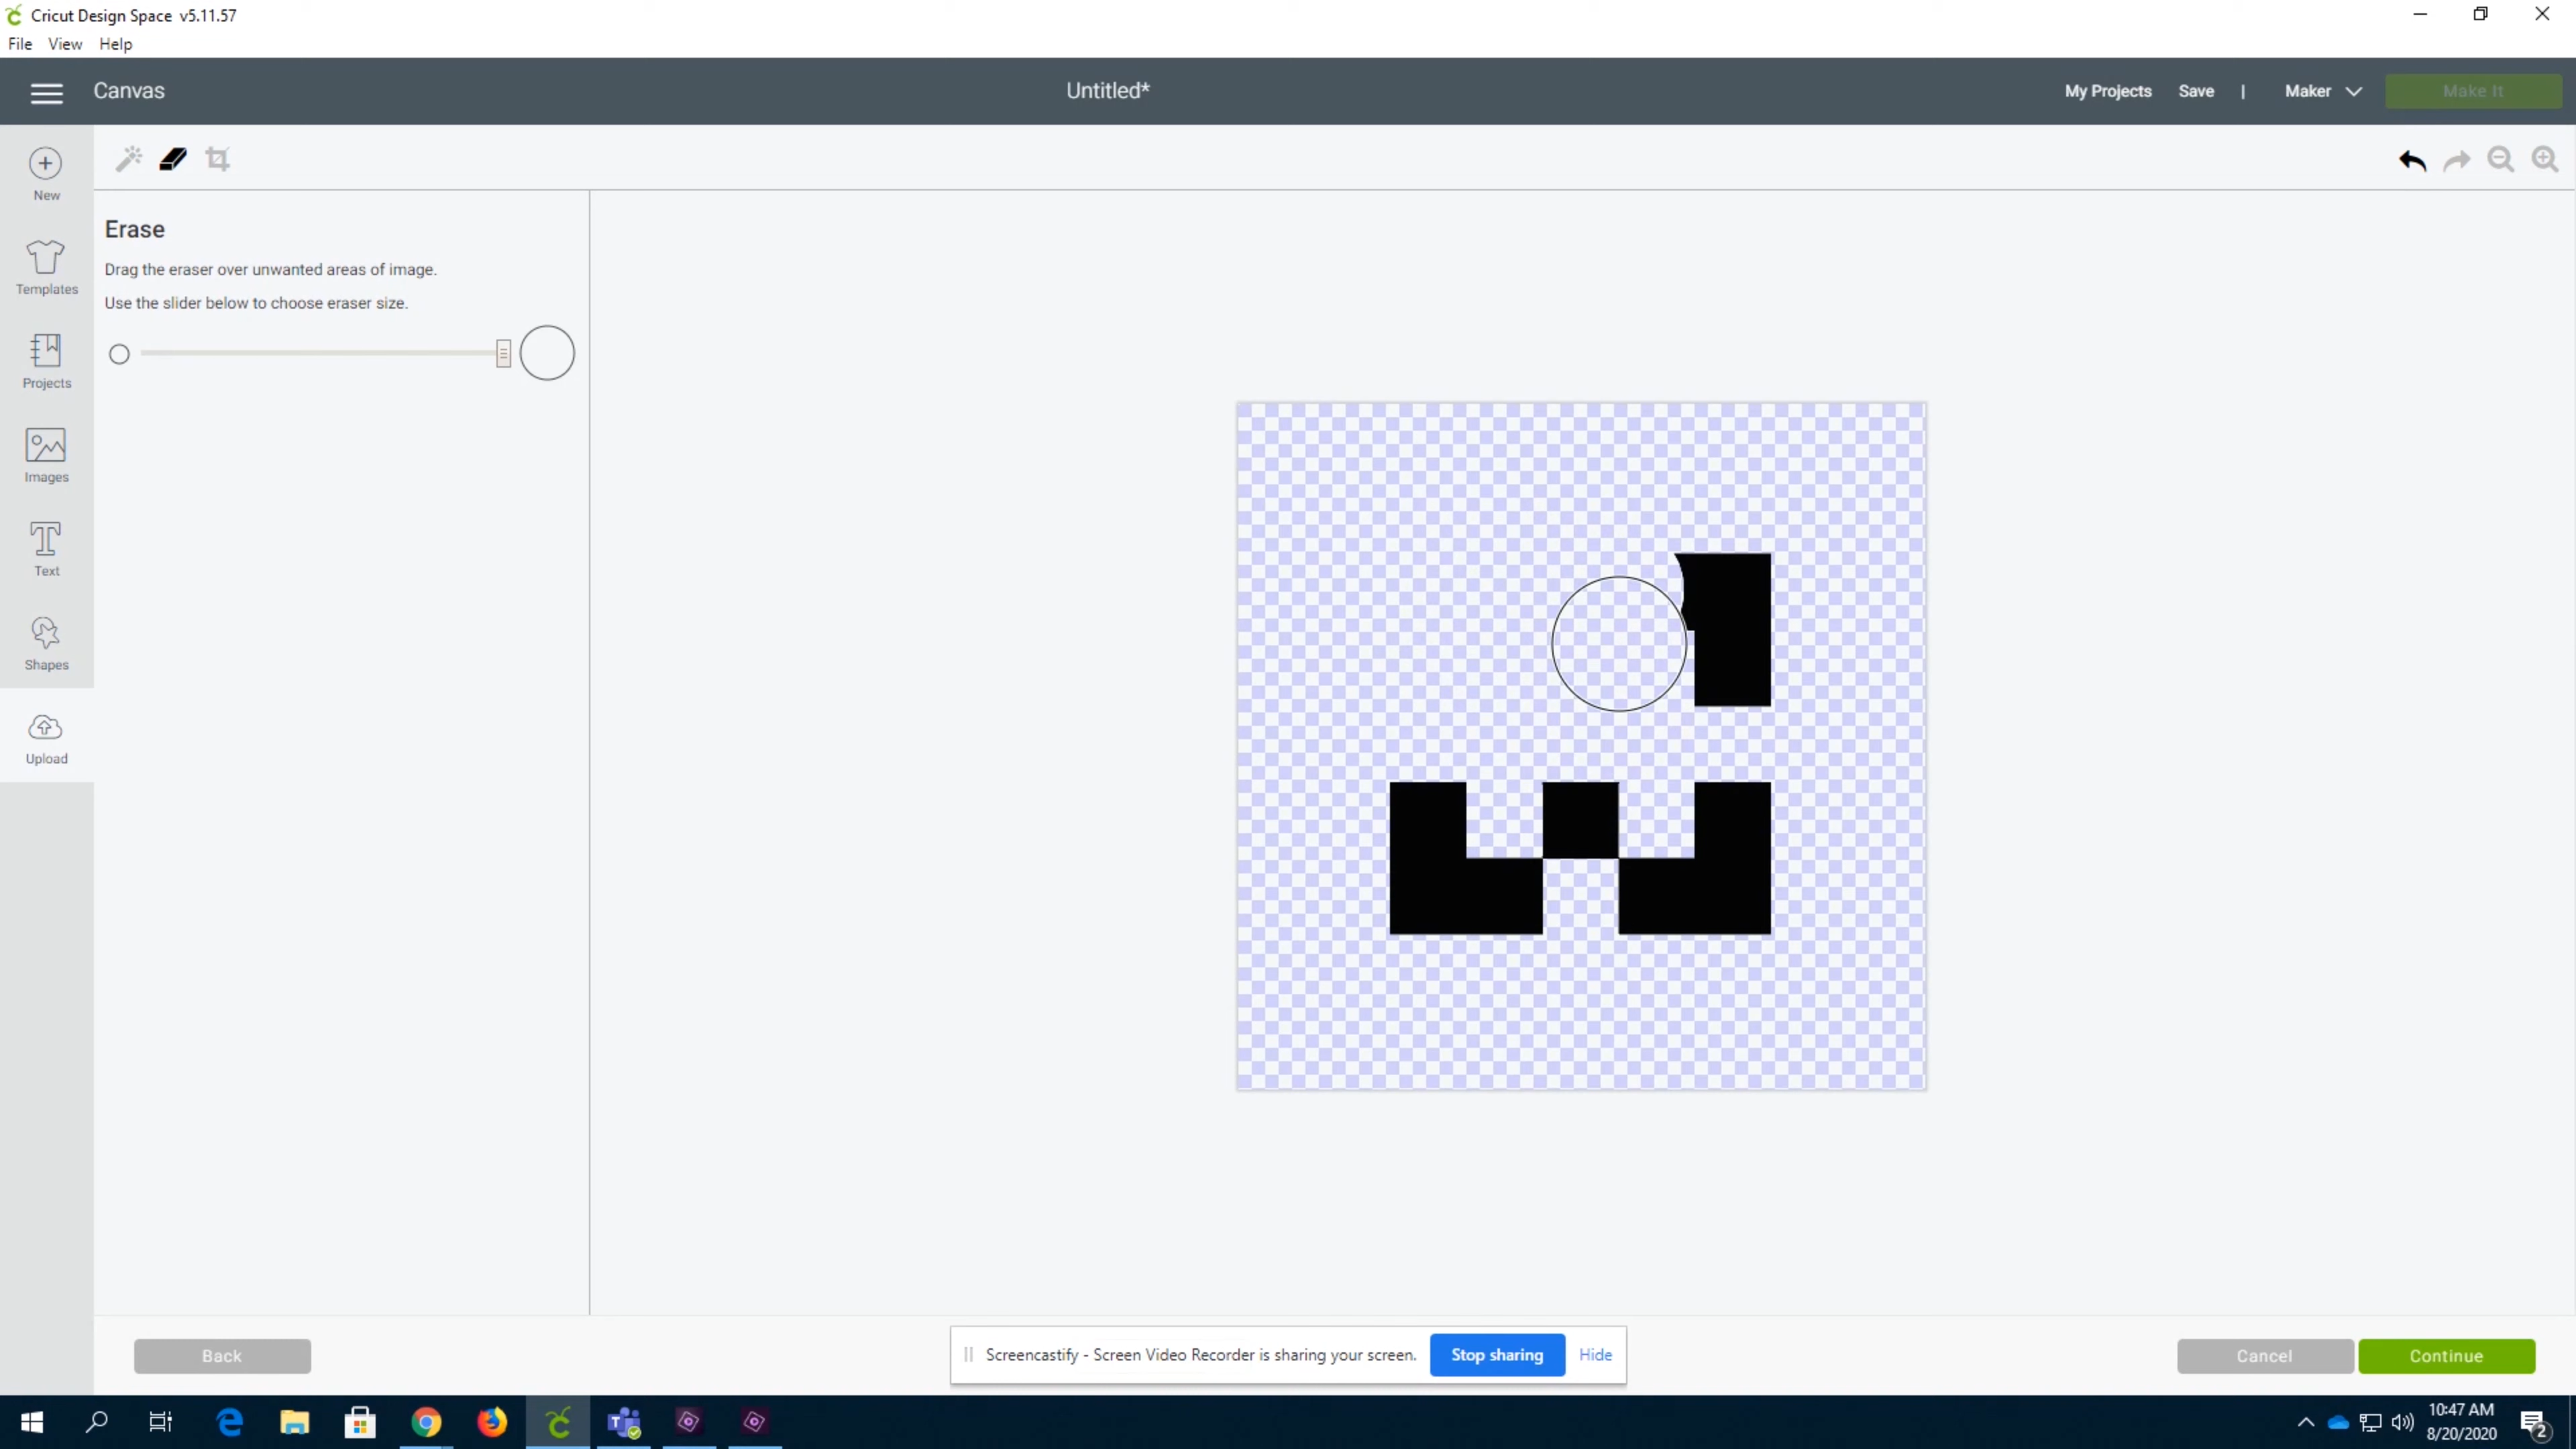 Cricut Design Space v5.11.57
File View Help
Canvas
Untitled*
My Projects Save | Maker Make It
New
Templates
Projects
Images
Text
Shapes
Upload
Erase
Drag the eraser over unwanted areas of image.
Use the slider below to choose eraser size.
Back
Screencastify - Screen Video Recorder is sharing your screen. Stop sharing Hide
Cancel Continue
10:47 AM
8/20/2020
2